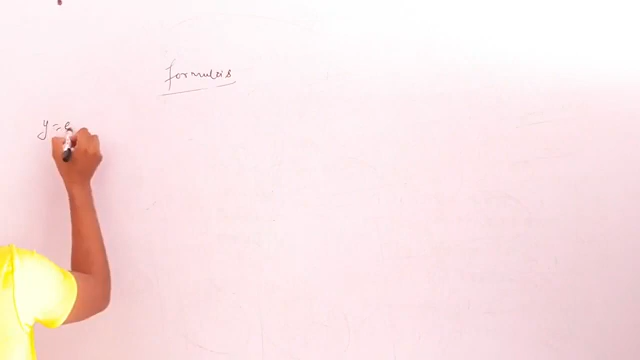 Formulas
y = e